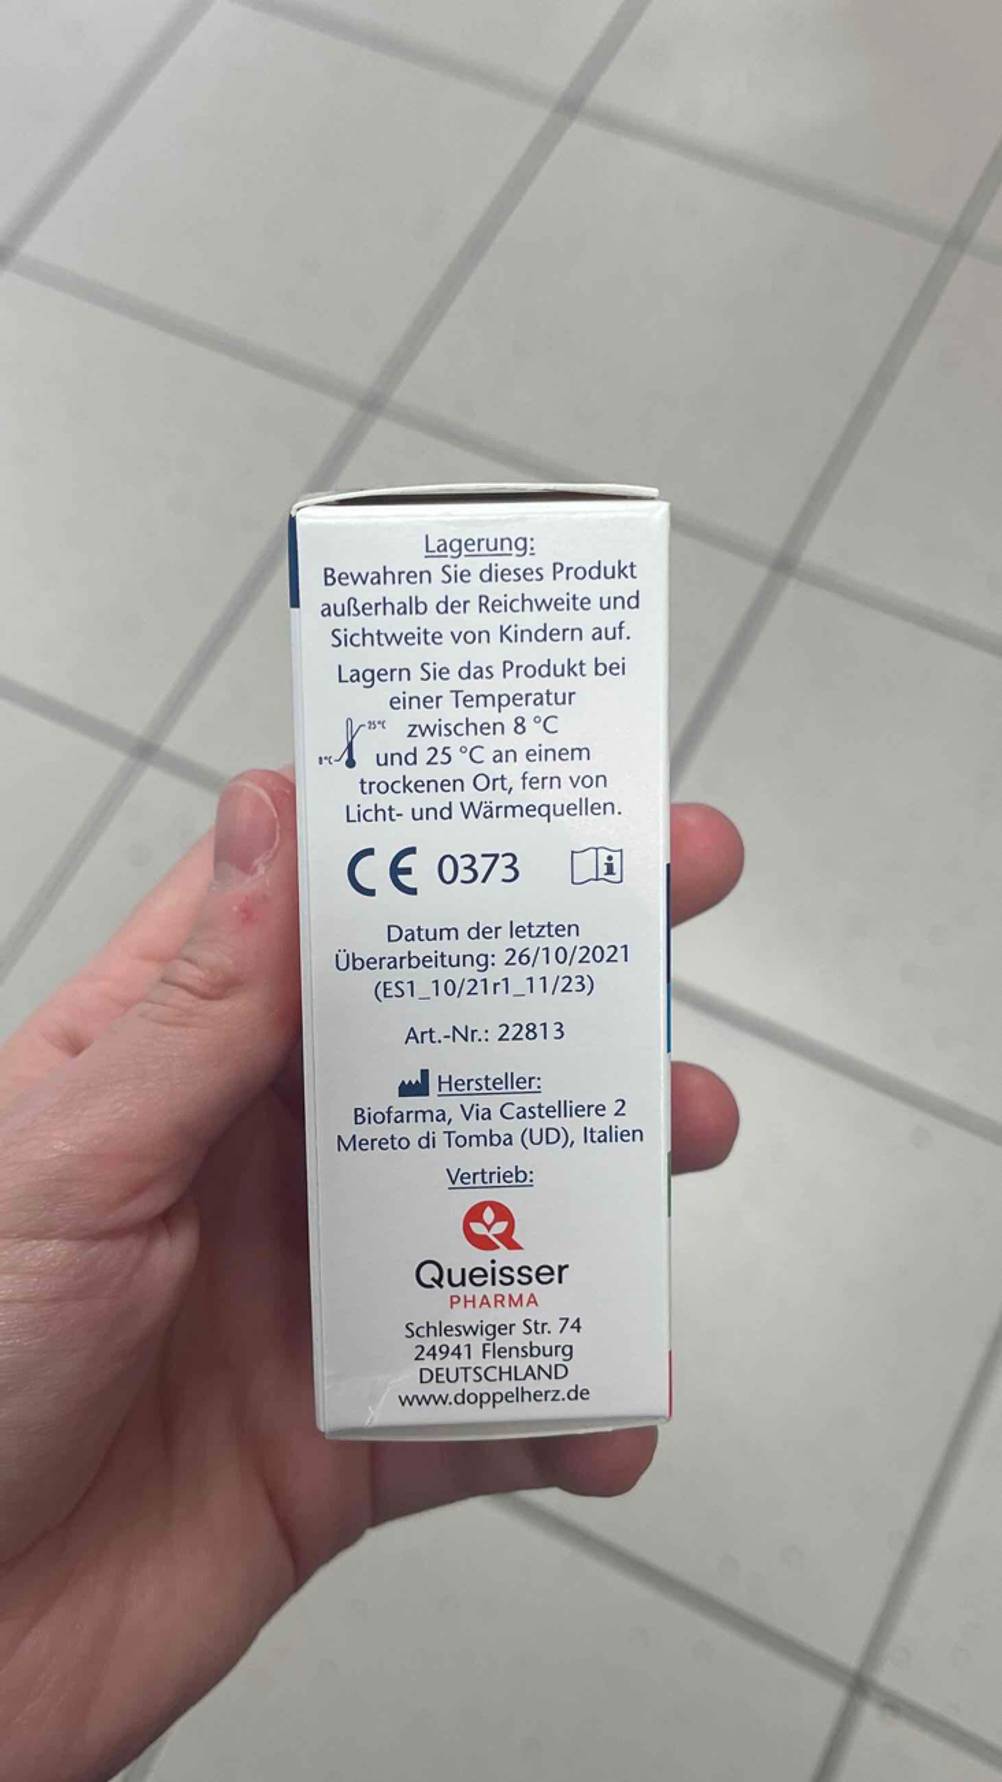 Lagerung:
Bewahren Sie dieses Produkt
außerhalb der Reichweite und
Sichtweite von Kindern auf.
Lagern Sie das Produkt bei
einer Temperatur
25°C zwischen 8 °C
8°C und 25 °C an einem
trockenen Ort, fern von
Licht- und Wärmequellen.
CE 0373 i
Datum der letzten
Überarbeitung: 26/10/2021
(ES1_10/21r1_11/23)
Art.-Nr.: 22813
Hersteller:
Biofarma, Via Castelliere 2
Mereto di Tomba (UD), Italien
Vertrieb:
Queisser
PHARMA
Schleswiger Str. 74
24941 Flensburg
DEUTSCHLAND
www.doppelherz.de